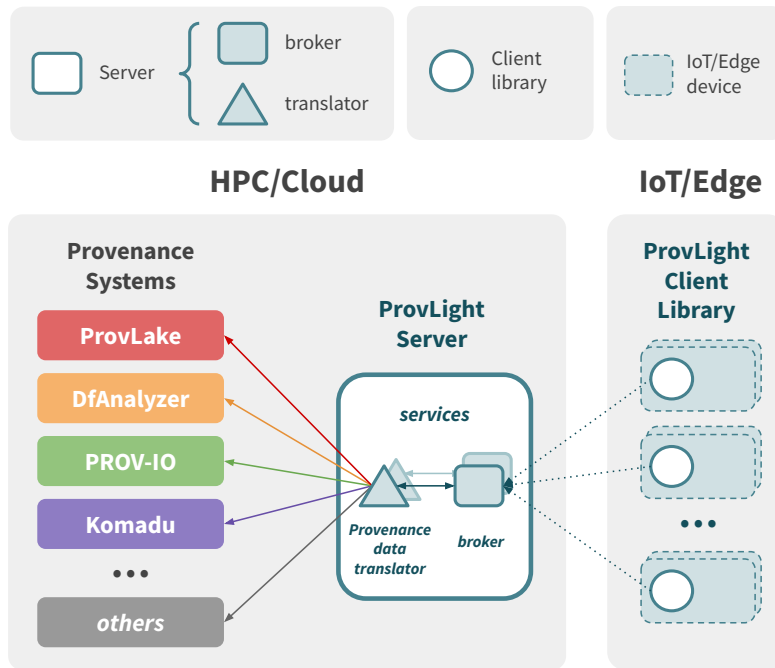 Server
broker
translator
Client
library
IoT/Edge
device
HPC/Cloud
IoT/Edge
Provenance
Systems
ProvLake
DfAnalyzer
PROV-IO
Komadu
...
others
ProvLight
Server
services
Provenance
data
translator
broker
ProvLight
Client
Library
...